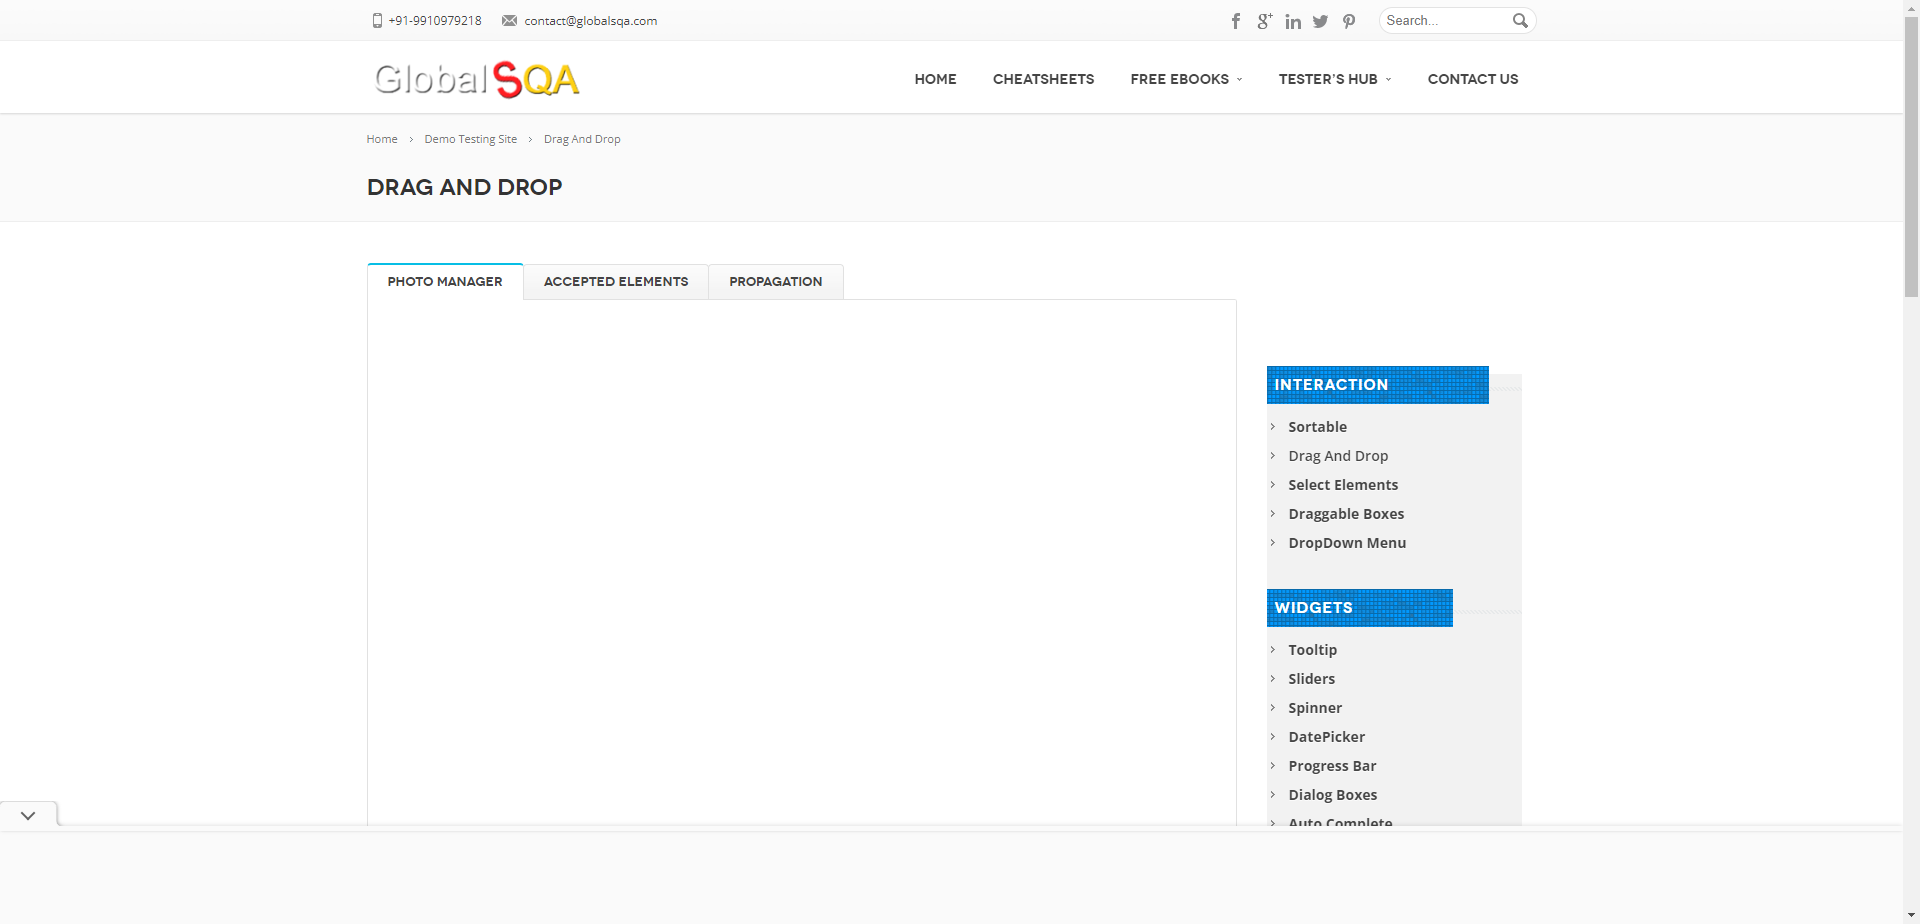 +91-9910979218 contact@globalsqa.com
Search...
GlobalSQA
HOME CHEATSHEETS FREE EBOOKS TESTER'S HUB CONTACT US
Home › Demo Testing Site › Drag And Drop
DRAG AND DROP
PHOTO MANAGER ACCEPTED ELEMENTS PROPAGATION
INTERACTION
Sortable
Drag And Drop
Select Elements
Draggable Boxes
DropDown Menu
WIDGETS
Tooltip
Sliders
Spinner
DatePicker
Progress Bar
Dialog Boxes
Auto Complete